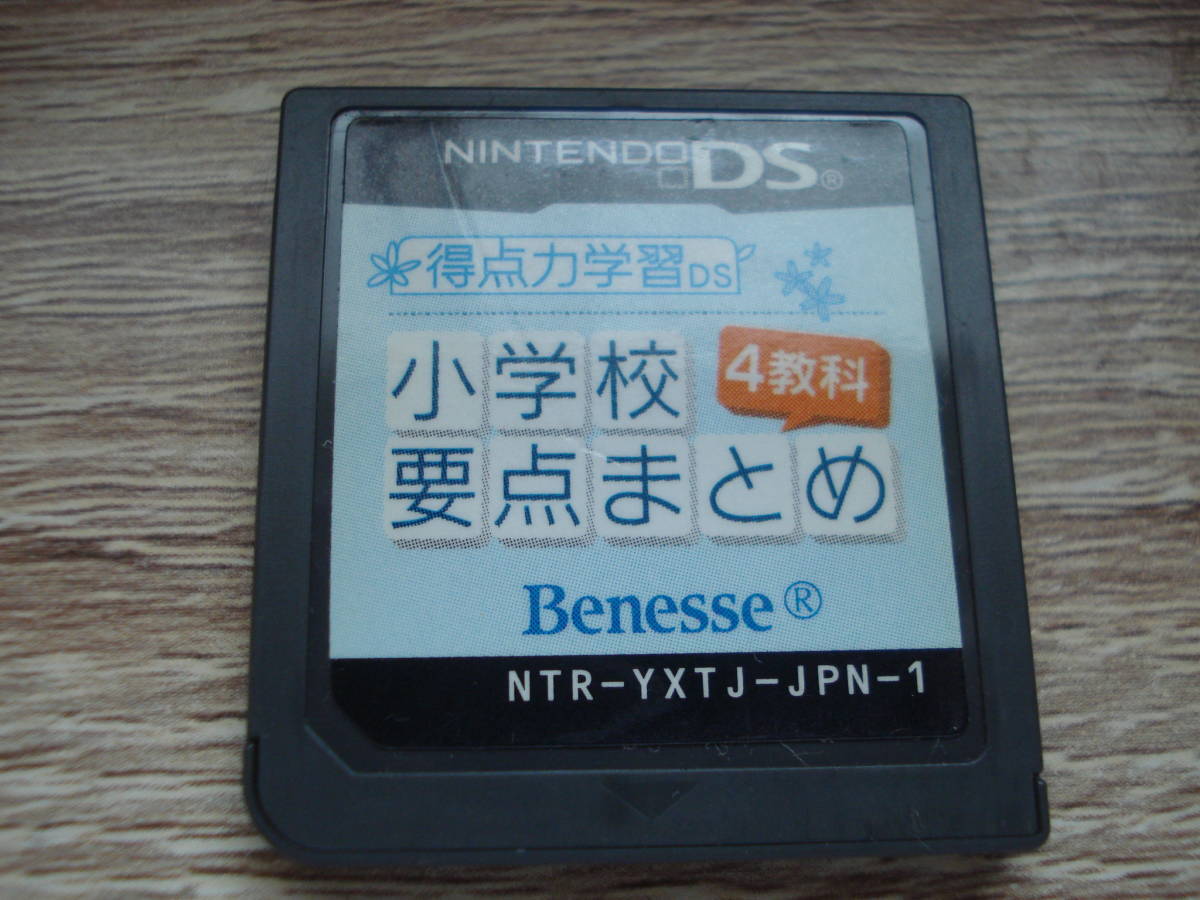 NINTENDO DS®
得点力学習DS
小学校
4教科
要点まとめ
Benesse®
NTR-YXTJ-JPN-1